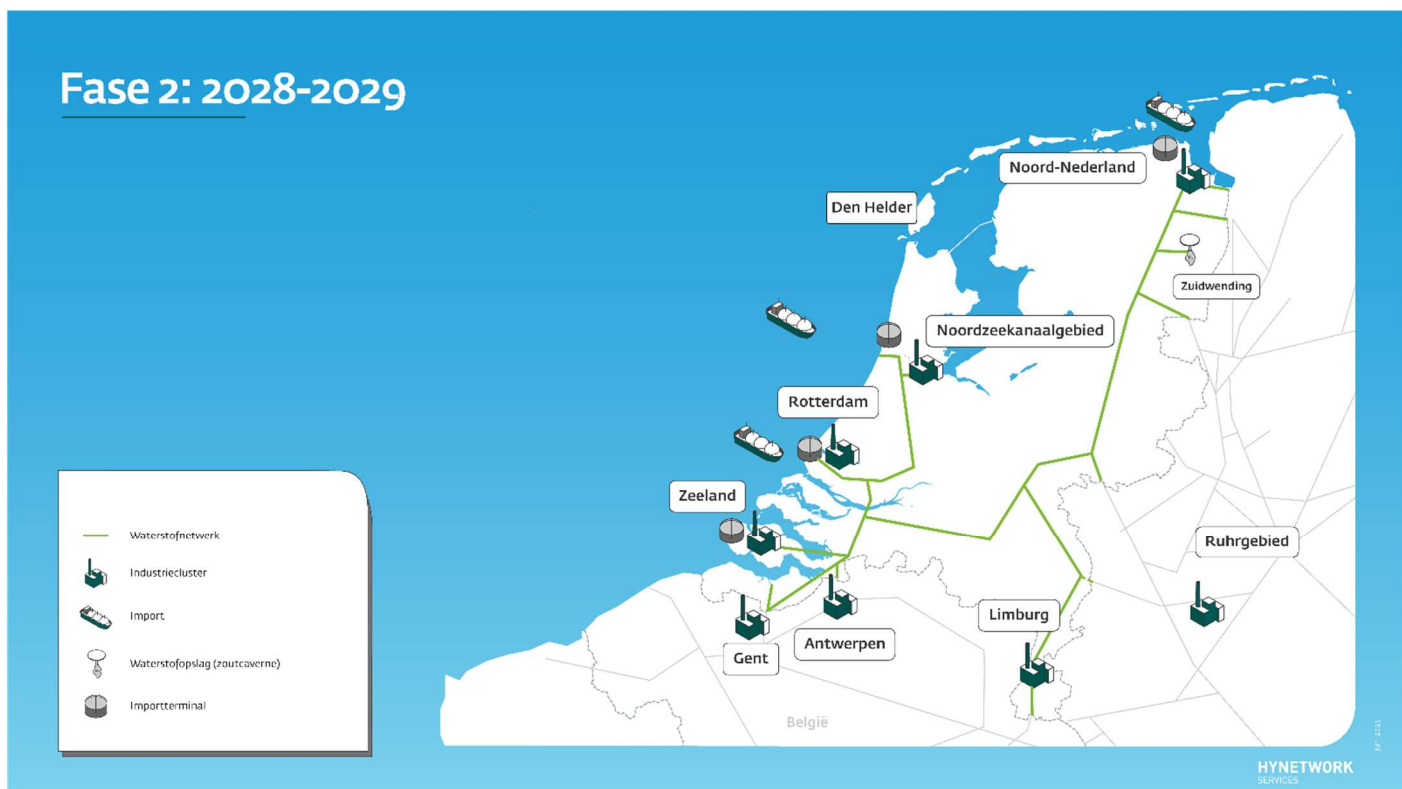 Fase 2: 2028-2029
Noord-Nederland
Den Helder
Zuidwending
Noordzeekanaalgebied
Rotterdam
Zeeland
Ruhrgebied
Limburg
Antwerpen
Gent
België
Waterstofnetwerk
Industriecluster
Import
Waterstofopslag (zoutcaverne)
Importterminal
HYNETWORK
SERVICES